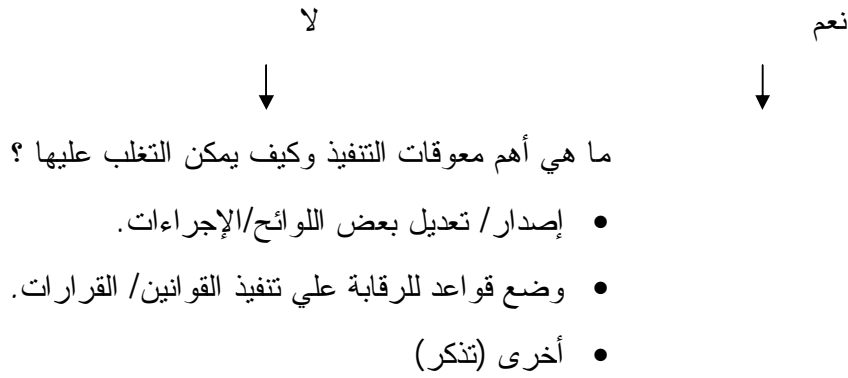 نعم لا
ما هي أهم معوقات التنفيذ وكيف يمكن التغلب عليها ؟
• إصدار/ تعديل بعض اللوائح/الإجراءات.
• وضع قواعد للرقابة علي تنفيذ القوانين/ القرارات.
• أخرى (تذكر)